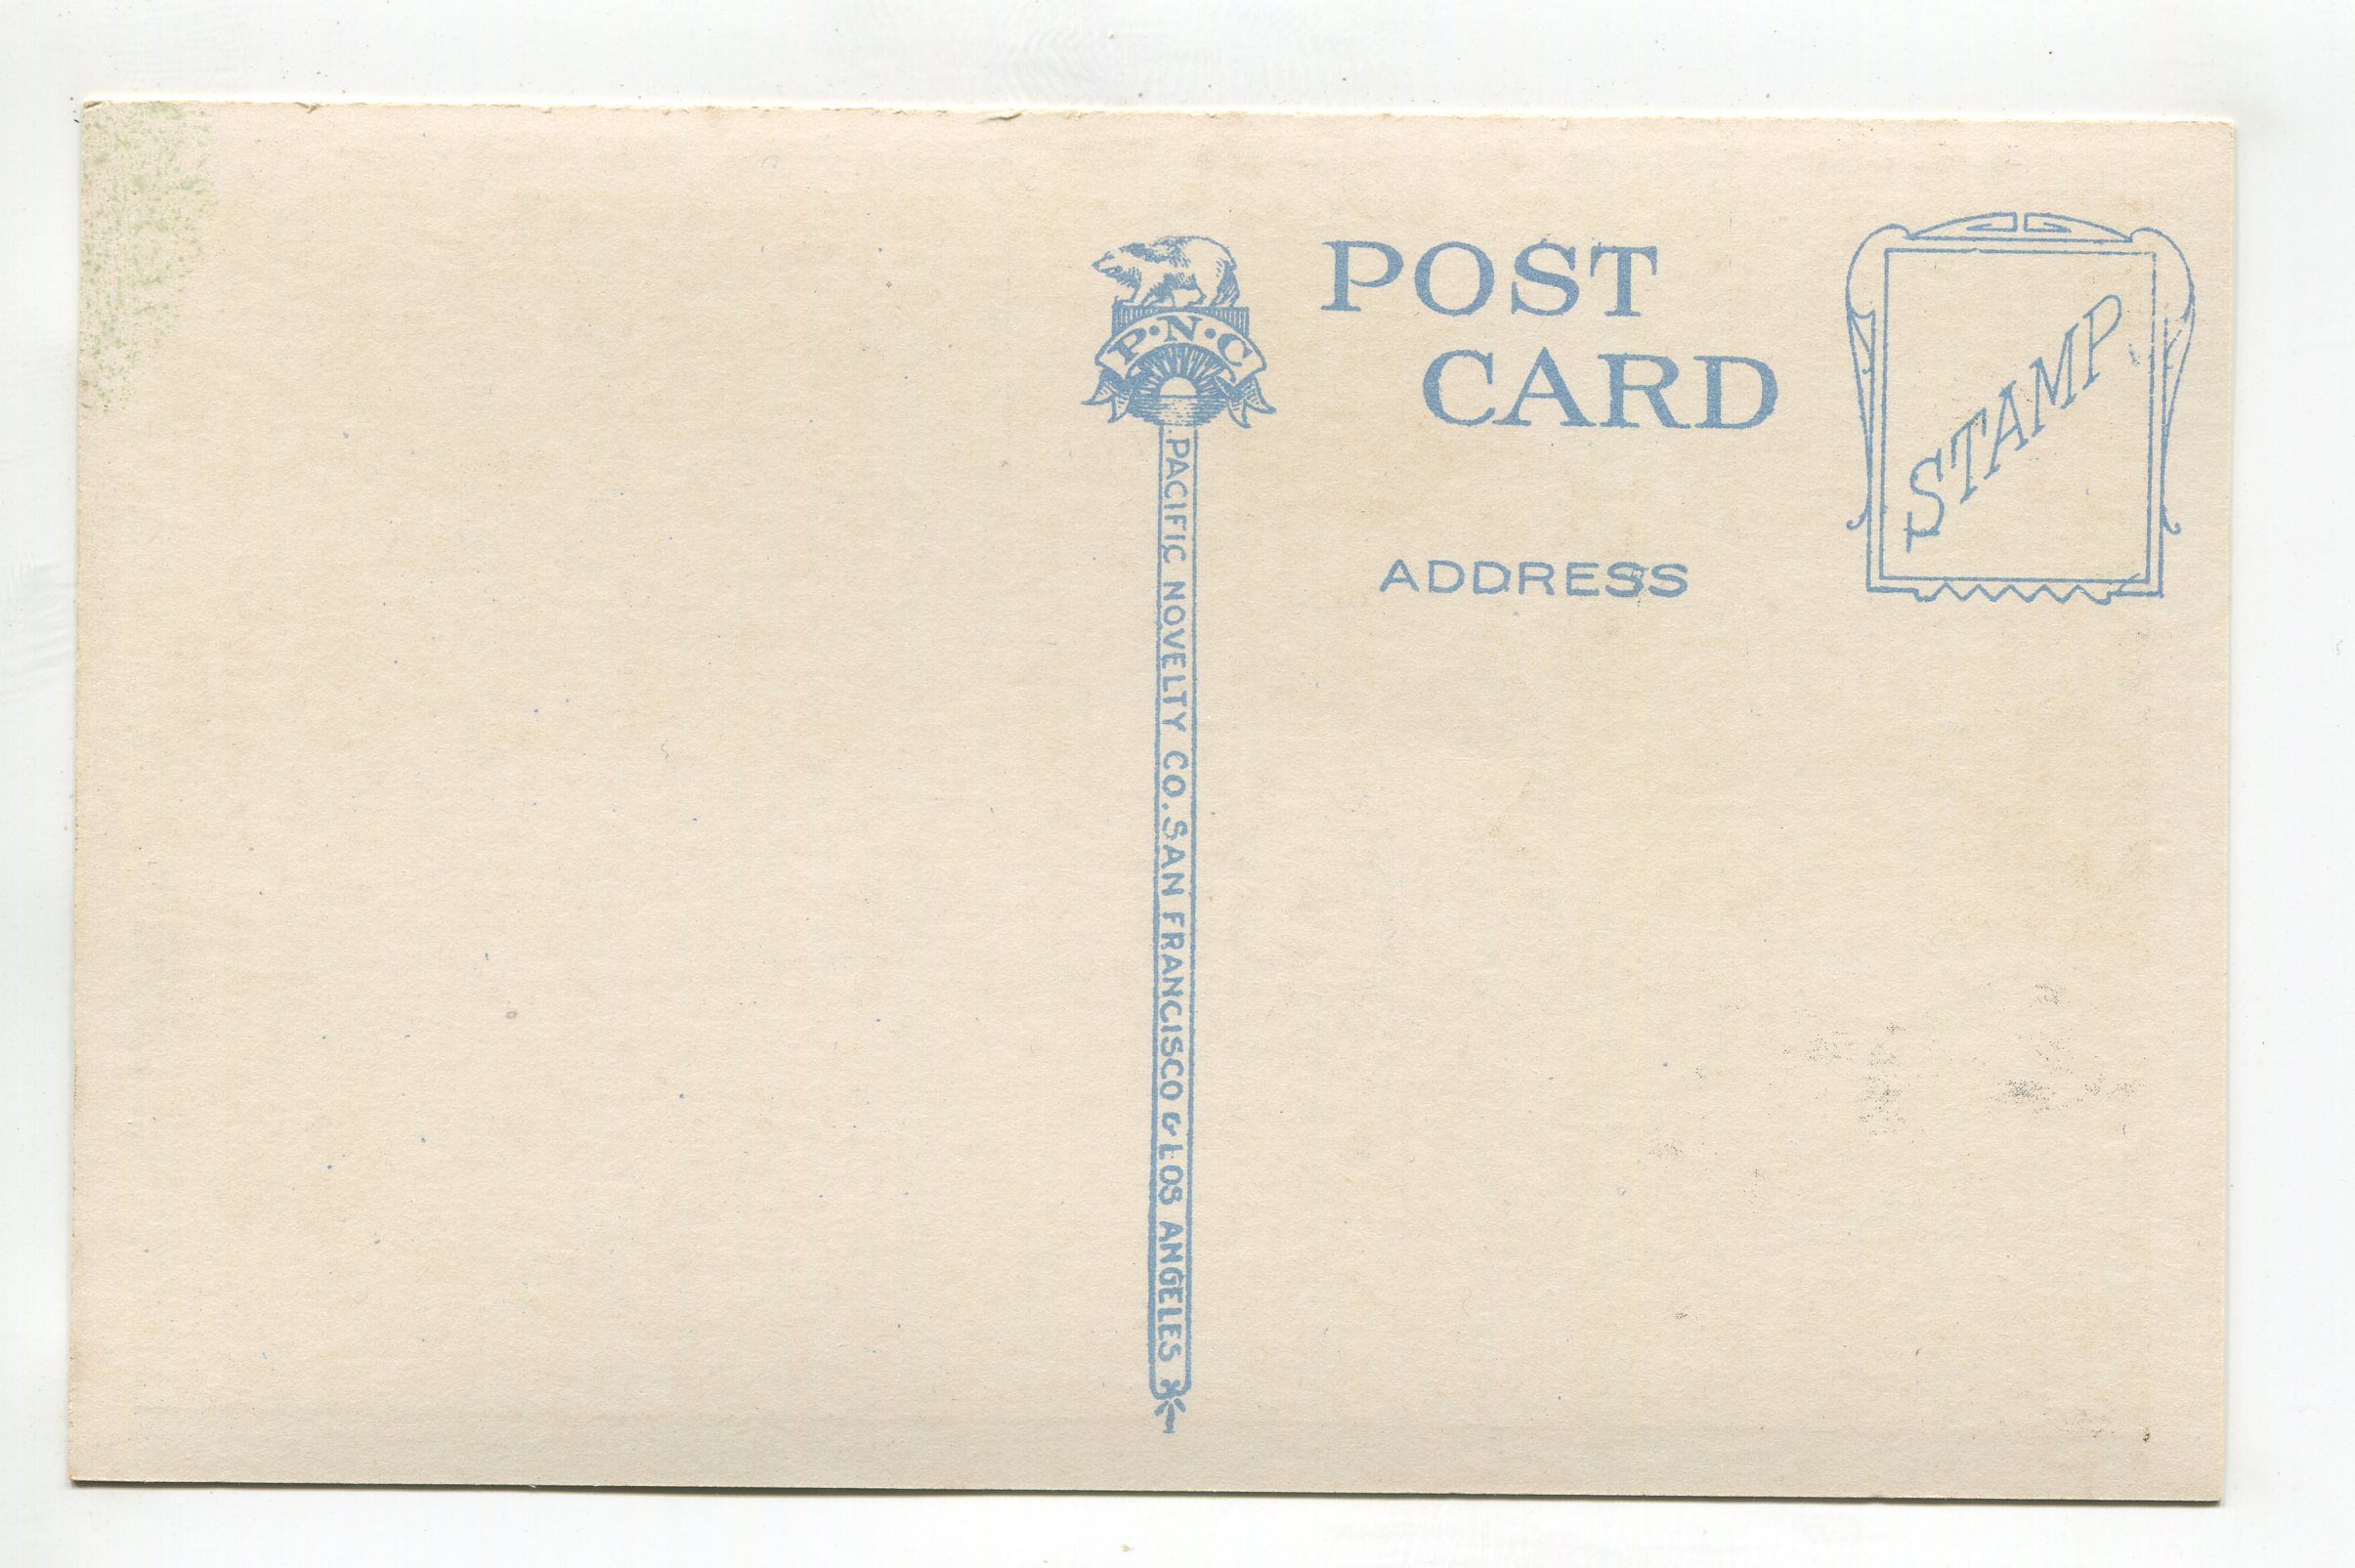 P·N·C
POST
CARD
STAMP
ADDRESS
PACIFIC NOVELTY CO. SAN FRANCISCO & LOS ANGELES